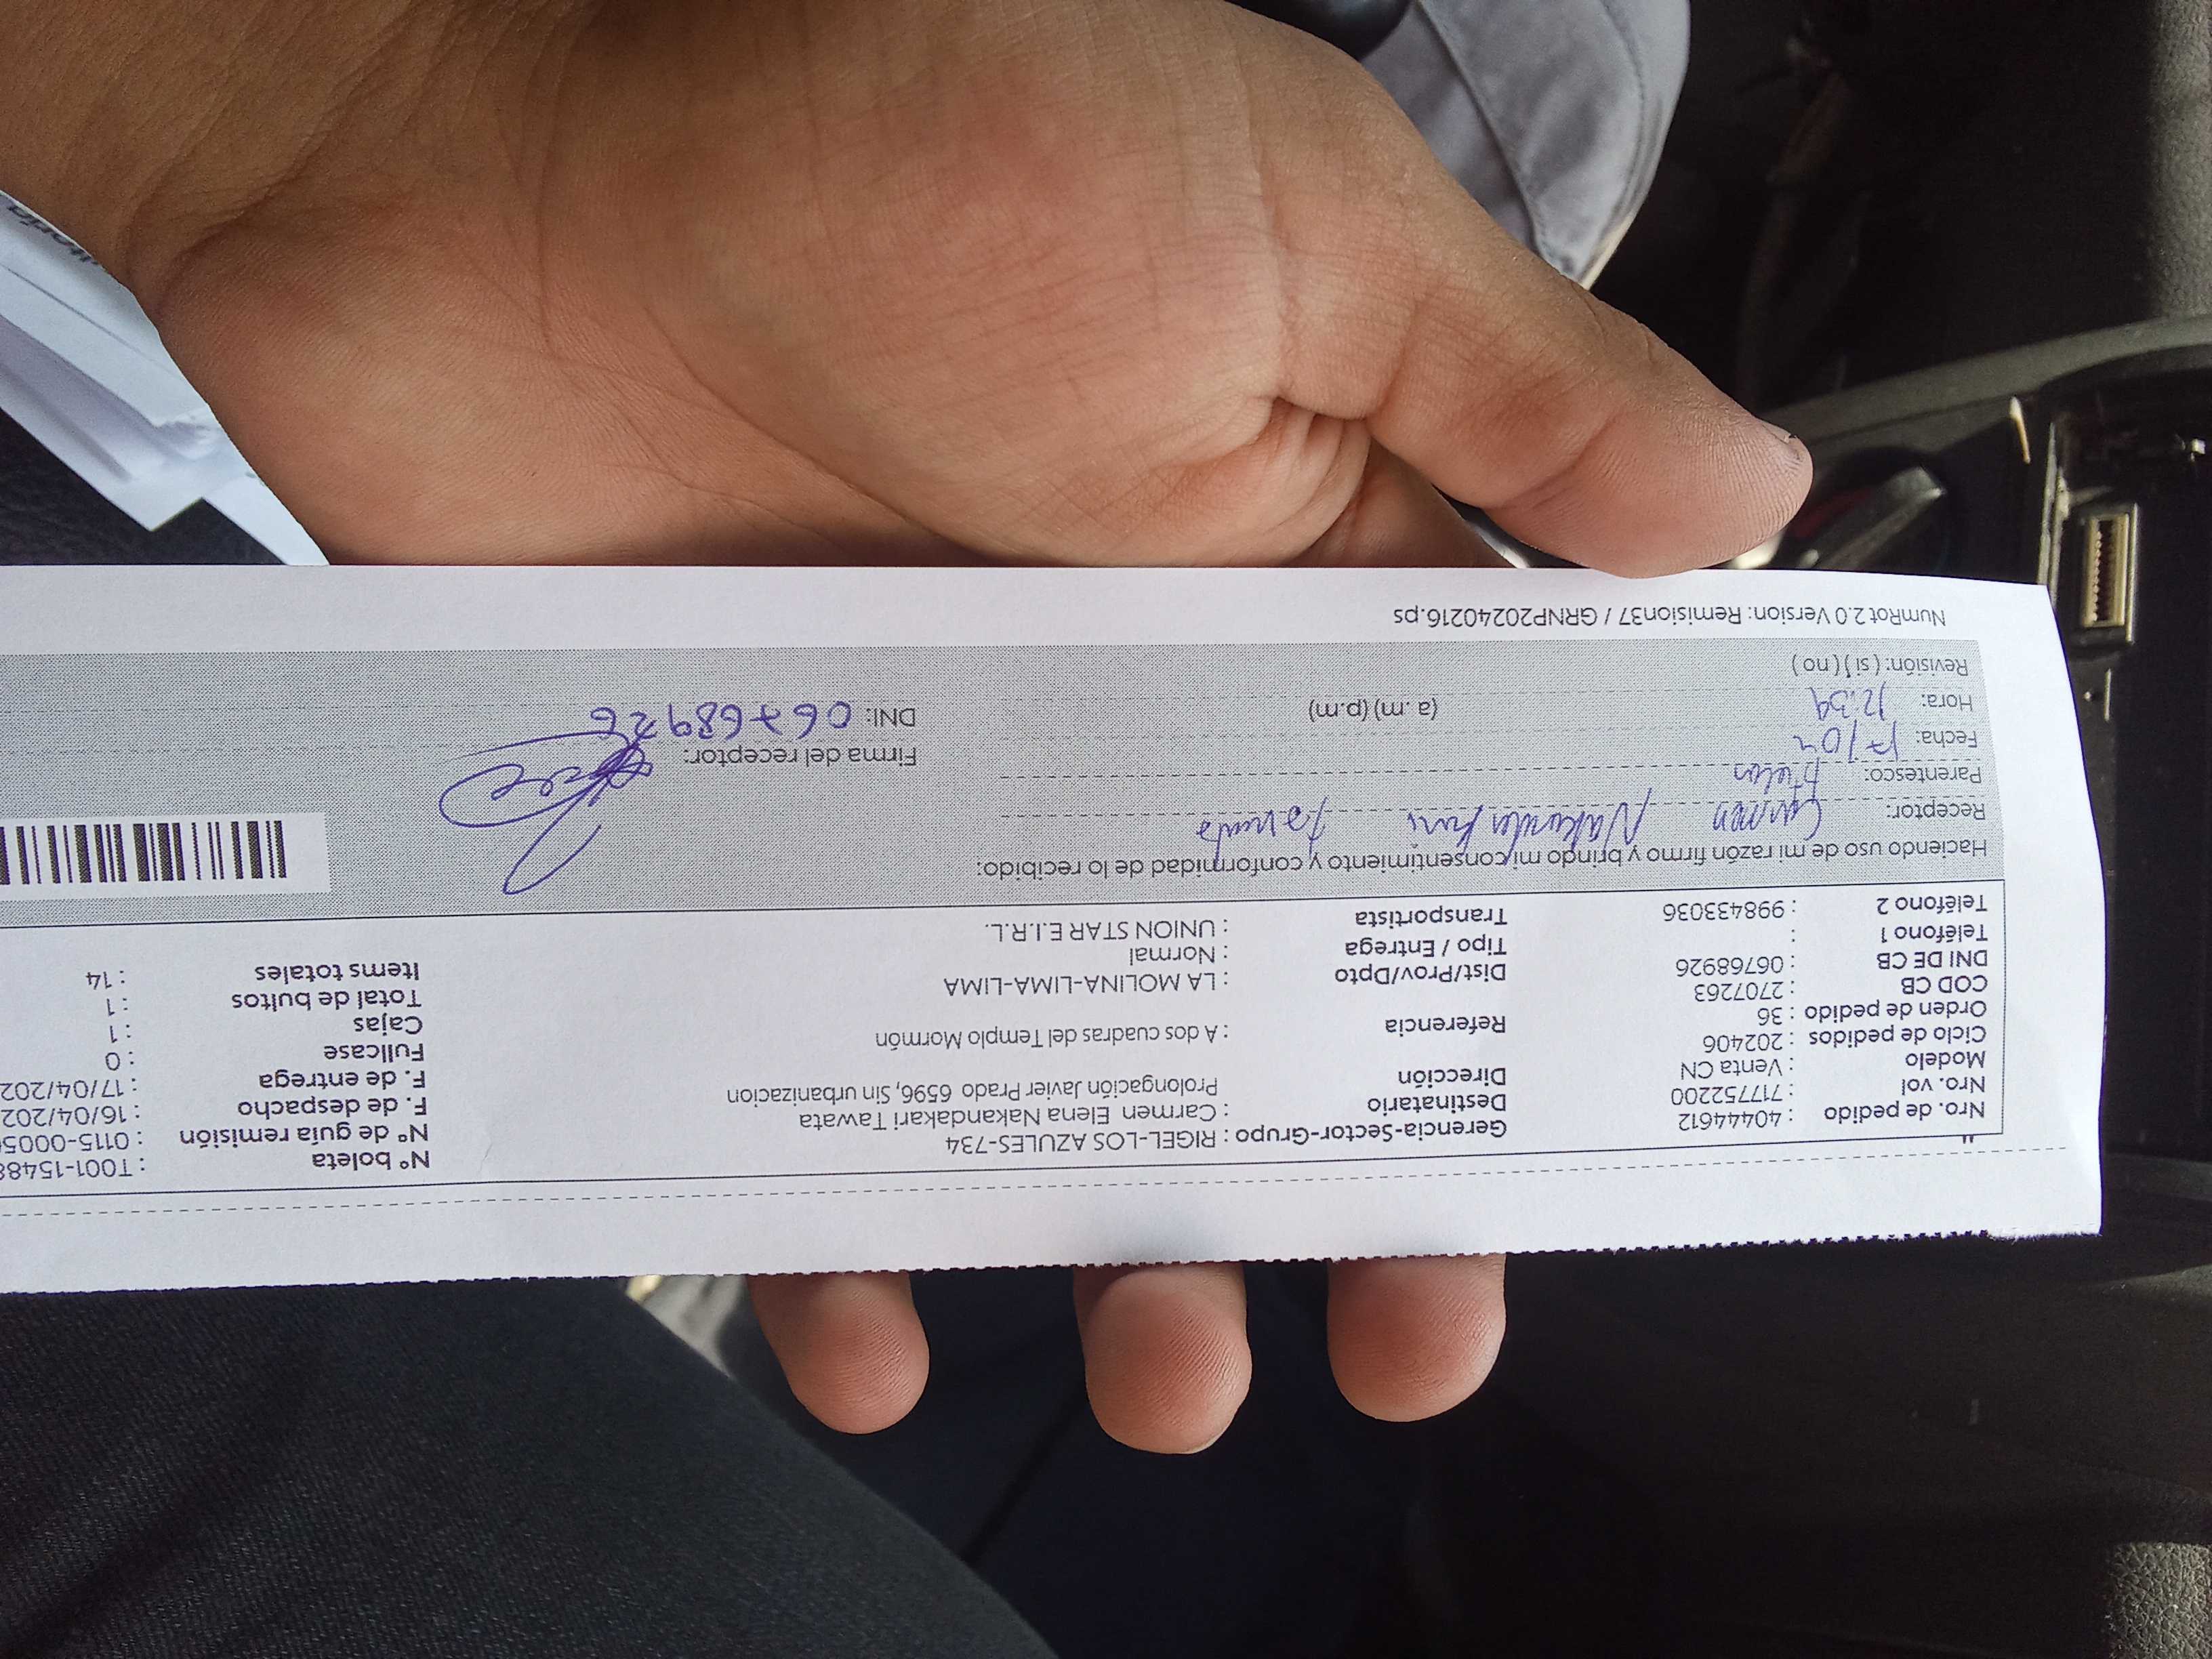 Nº boleta : T001-1548
Gerencia-Sector-Grupo : RIGEL-LOS AZULES-734
Nº de guía remisión : 0115-0005
Nro. de pedido : 40444612
Destinatario : Carmen Elena Nakandakari Tawata
F. de despacho : 16/04/202
Nro. vol : 717752200
Dirección Prolongación Javier Prado 6596, Sin urbanizacion
F. de entrega : 17/04/202
Modelo : Venta CN
Fullcase : 0
Ciclo de pedidos : 202406
Referencia : A dos cuadras del Templo Mormón
Cajas : 1
Orden de pedido : 36
Total de bultos : 1
COD CB : 2707263
Dist/Prov/Dpto : LA MOLINA-LIMA-LIMA
Items totales : 14
DNI DE CB : 06768926
Tipo / Entrega : Normal
Teléfono 1 :
Transportista : UNION STAR E.I.R.L.
Teléfono 2 : 998433036
Haciendo uso de mi razón firmo y brindo mi consentimiento y conformidad de lo recibido:
Receptor: Carmen
Parentesco:
Firma del receptor:
Fecha: 17/04
Hora: 12:39 (a. m) (p.m)
DNI: 06768926
Revisión: ( si ) ( no )
NumRot 2.0 Version: Remision37 / GRNP20240216.ps